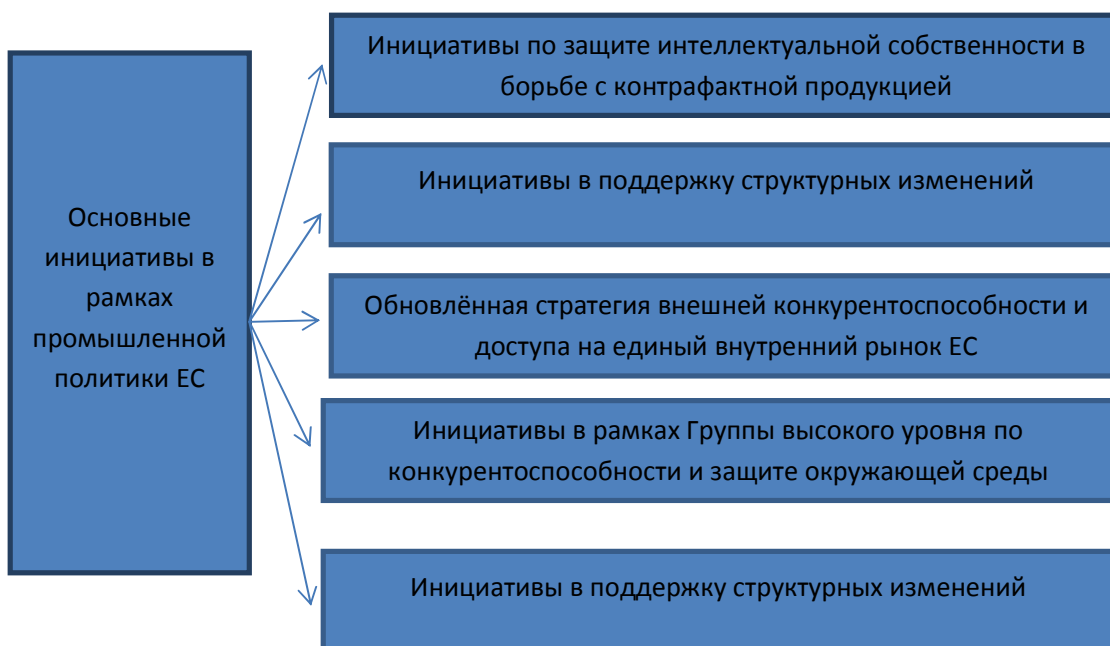 Основные
инициативы в
рамках
промышленной
политики ЕС
Инициативы по защите интеллектуальной собственности в
борьбе с контрафактной продукцией
Инициативы в поддержку структурных изменений
Обновлённая стратегия внешней конкурентоспособности и
доступа на единый внутренний рынок ЕС
Инициативы в рамках Группы высокого уровня по
конкурентоспособности и защите окружающей среды
Инициативы в поддержку структурных изменений